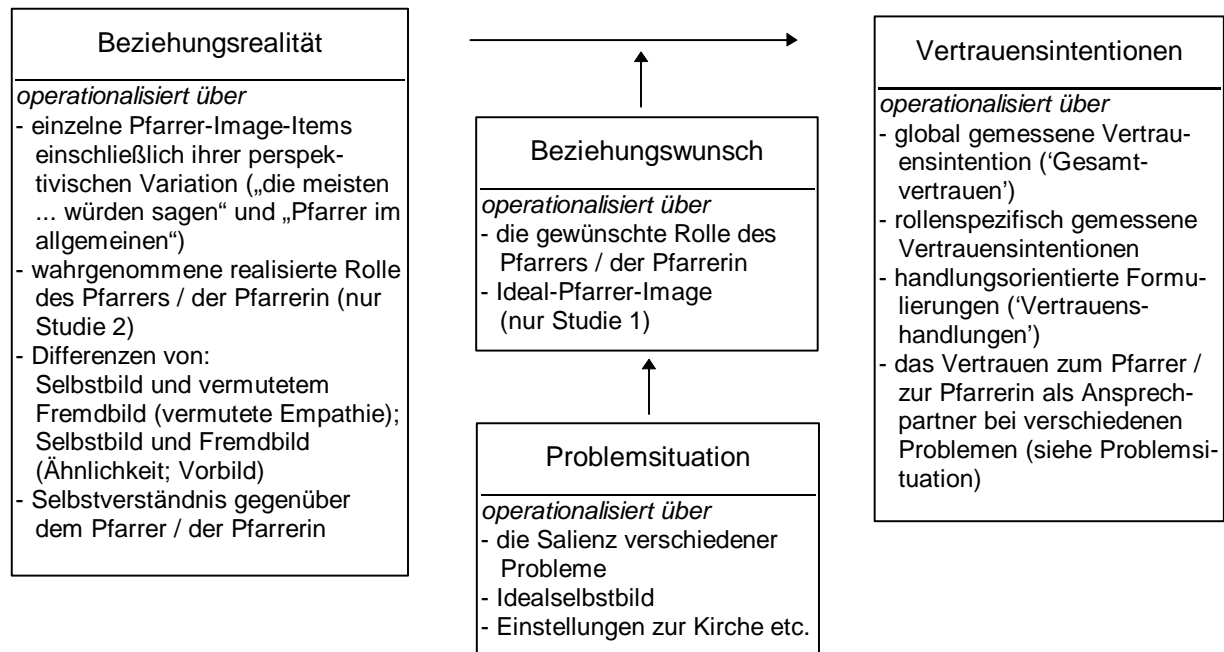 Beziehungsrealität
operationalisiert über
- einzelne Pfarrer-Image-Items
einschließlich ihrer perspek-
tivischen Variation („die meisten
... würden sagen“ und „Pfarrer im
allgemeinen“)
- wahrgenommene realisierte Rolle
des Pfarrers / der Pfarrerin (nur
Studie 2)
- Differenzen von:
Selbstbild und vermutetem
Fremdbild (vermutete Empathie);
Selbstbild und Fremdbild
(Ähnlichkeit; Vorbild)
- Selbstverständnis gegenüber
dem Pfarrer / der Pfarrerin
Beziehungswunsch
operationalisiert über
- die gewünschte Rolle des
Pfarrers / der Pfarrerin
- Ideal-Pfarrer-Image
(nur Studie 1)
Problemsituation
operationalisiert über
- die Salienz verschiedener
Probleme
- Idealselbstbild
- Einstellungen zur Kirche etc.
Vertrauensintentionen
operationalisiert über
- global gemessene Vertrau-
ensintention (‘Gesamt-
vertrauen’)
- rollenspezifisch gemessene
Vertrauensintentionen
- handlungsorientierte Formu-
lierungen (‘Vertrauens-
handlungen’)
- das Vertrauen zum Pfarrer /
zur Pfarrerin als Ansprech-
partner bei verschiedenen
Problemen (siehe Problemsi-
tuation)